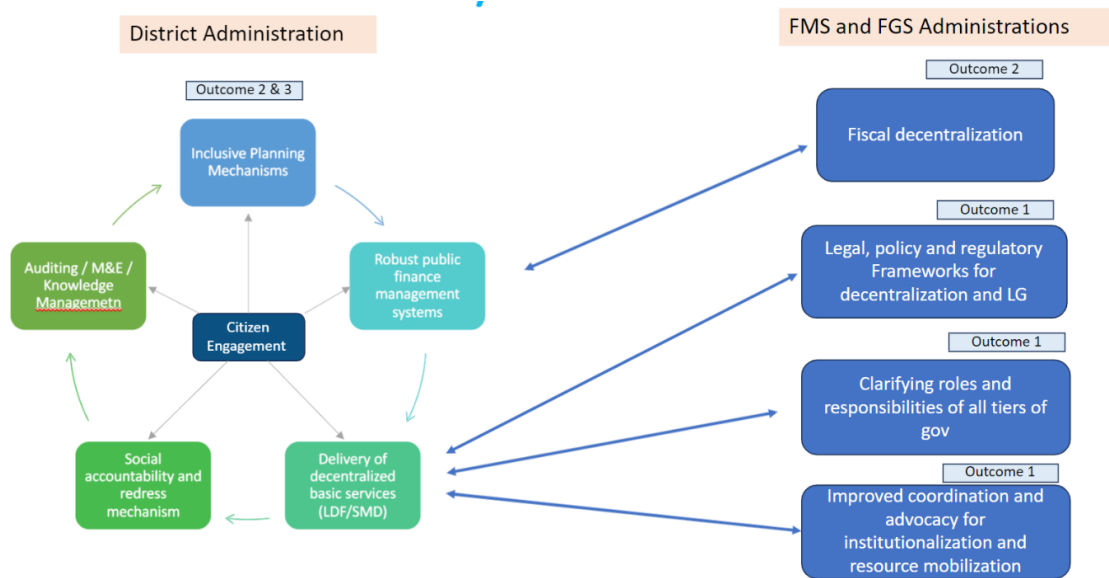 District Administration
FMS and FGS Administrations
Outcome 2 & 3
Inclusive Planning
Mechanisms
Robust public
finance
management
systems
Delivery of
decentralized
basic services
(LDF/SMD)
Social
accountability and
redress
mechanism
Auditing / M&E /
Knowledge
Managemetn
Citizen
Engagement
Outcome 2
Fiscal decentralization
Outcome 1
Legal, policy and regulatory
Frameworks for
decentralization and LG
Outcome 1
Clarifying roles and
responsibilities of all tiers of
gov
Outcome 1
Improved coordination and
advocacy for
institutionalization and
resource mobilization